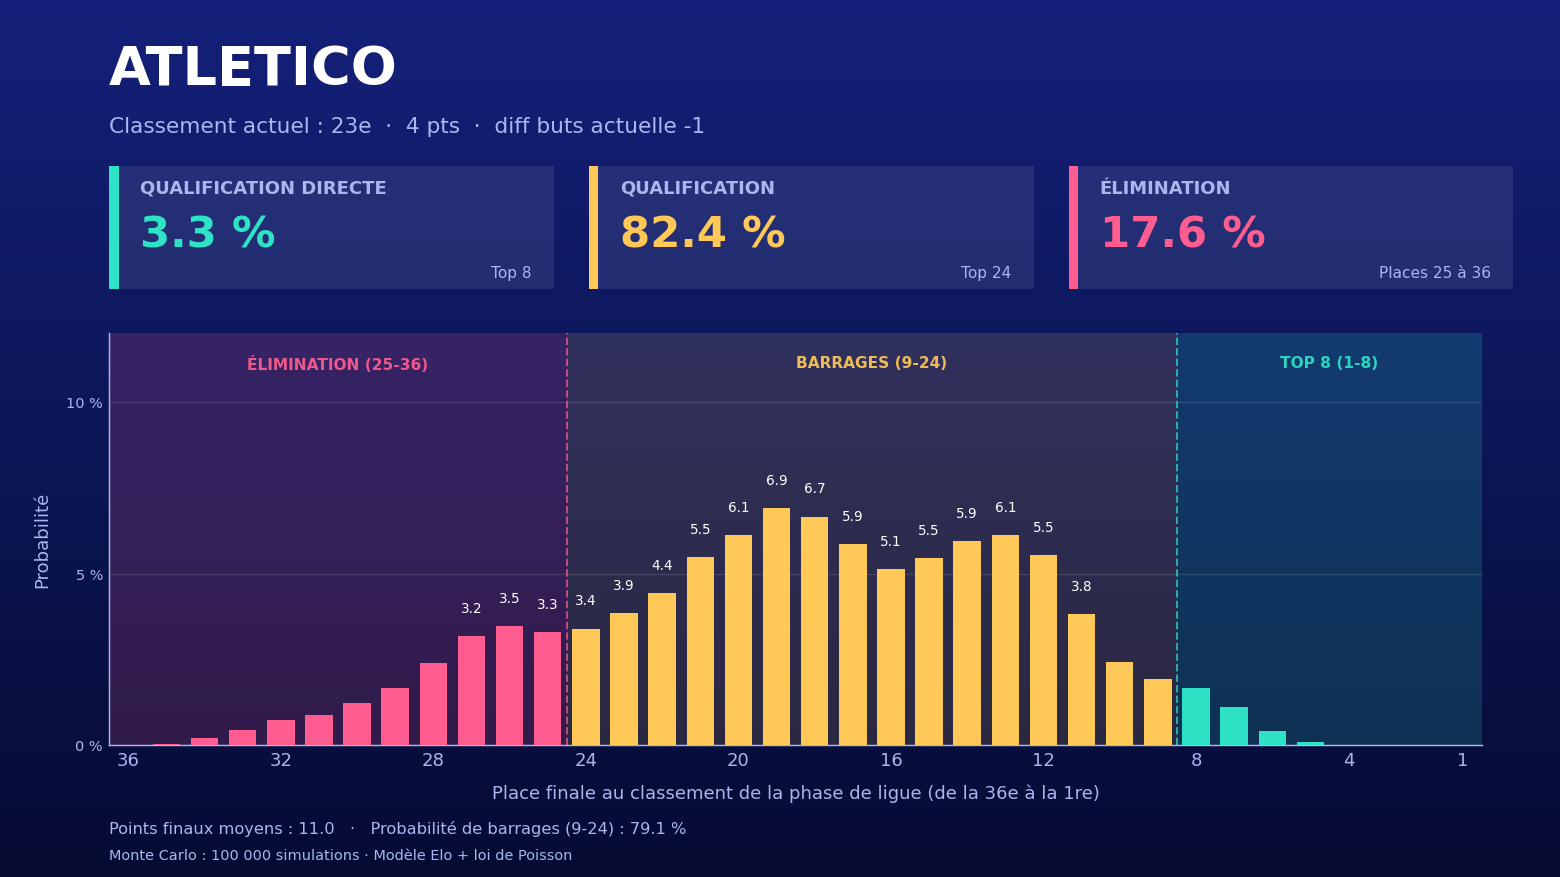 ATLETICO
Classement actuel : 23e · 4 pts · diff buts actuelle -1
QUALIFICATION DIRECTE
3.3 %
Top 8
QUALIFICATION
82.4 %
Top 24
ÉLIMINATION
17.6 %
Places 25 à 36
ÉLIMINATION (25-36)
BARRAGES (9-24)
TOP 8 (1-8)
Probabilité
10 %
5 %
0 %
3.2
3.5
3.3
3.4
3.9
4.4
5.5
6.1
6.9
6.7
5.9
5.1
5.5
5.9
6.1
5.5
3.8
36 32 28 24 20 16 12 8 4 1
Place finale au classement de la phase de ligue (de la 36e à la 1re)
Points finaux moyens : 11.0 · Probabilité de barrages (9-24) : 79.1 %
Monte Carlo : 100 000 simulations · Modèle Elo + loi de Poisson